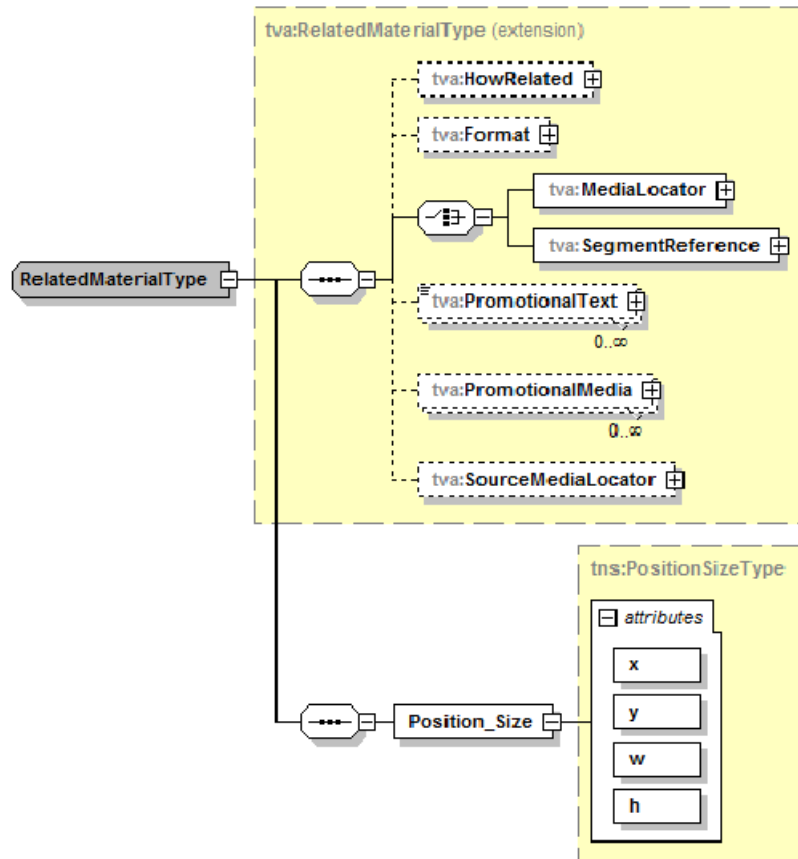 tva:RelatedMaterialType (extension)
tva:HowRelated
tva:Format
tva:MediaLocator
tva:SegmentReference
RelatedMaterialType
tva:PromotionalText
0..∞
tva:PromotionalMedia
0..∞
tva:SourceMediaLocator
tns:PositionSizeType
attributes
x
y
Position_Size
w
h